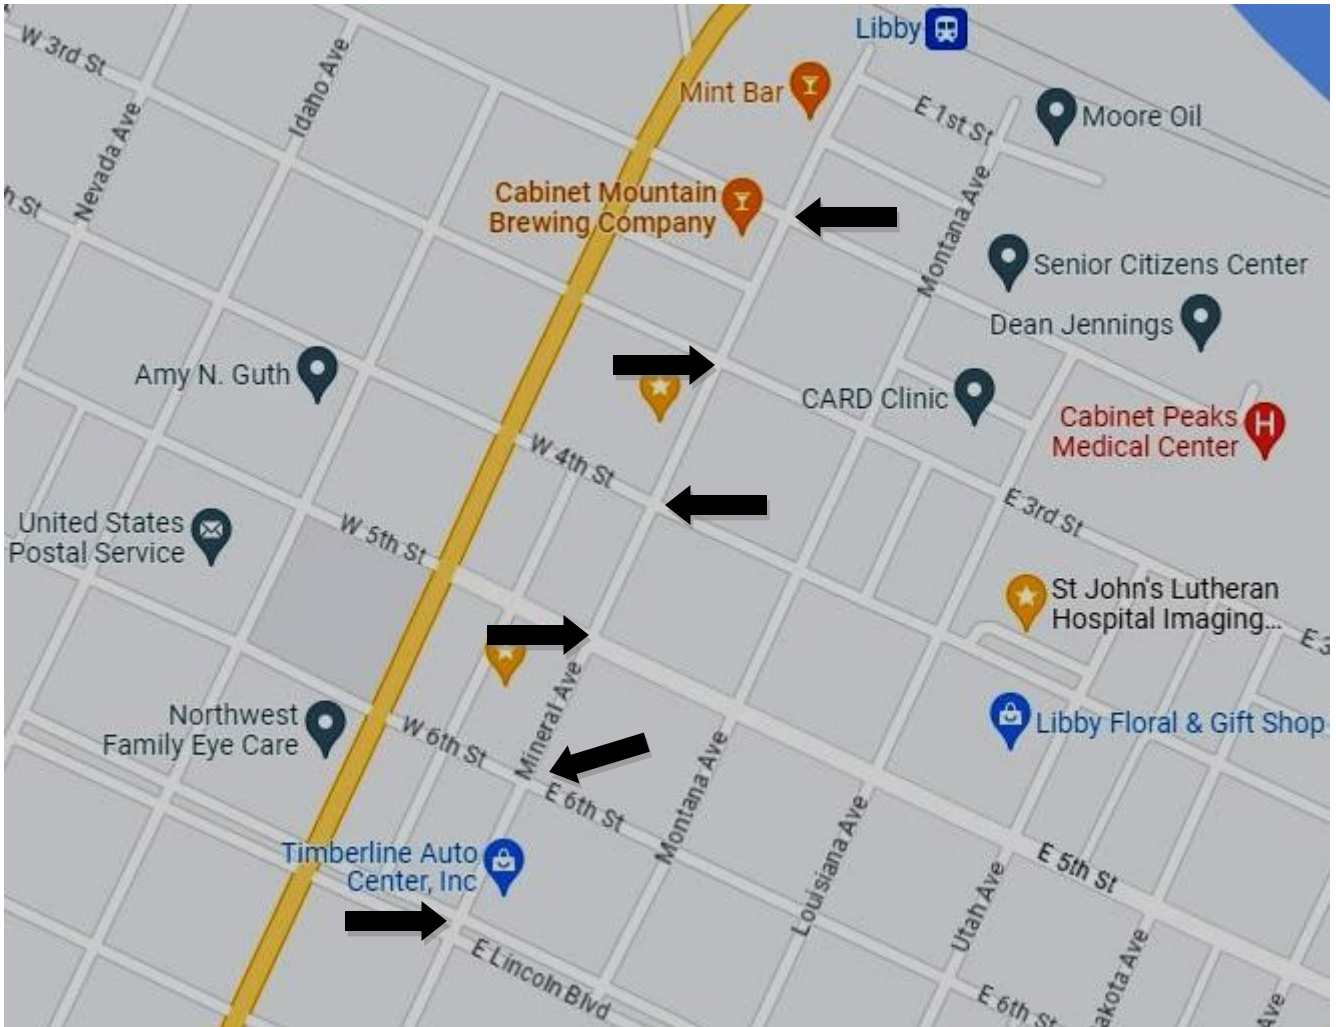 Libby
W 3rd St
Idaho Ave
Mint Bar
E 1st St
Moore Oil
Nevada Ave
h St
Cabinet Mountain
Brewing Company
Montana Ave
Senior Citizens Center
Dean Jennings
Amy N. Guth
CARD Clinic
Cabinet Peaks
Medical Center
H
W 4th St
E 3rd St
United States
Postal Service
W 5th St
St John's Lutheran
Hospital Imaging...
E 3
Mineral Ave
Northwest
Family Eye Care
W 6th St
Libby Floral & Gift Shop
Montana Ave
E 6th St
Louisiana Ave
Timberline Auto
Center, Inc
E 5th St
Utah Ave
E Lincoln Blvd
akota Ave
E 6th St
Ave